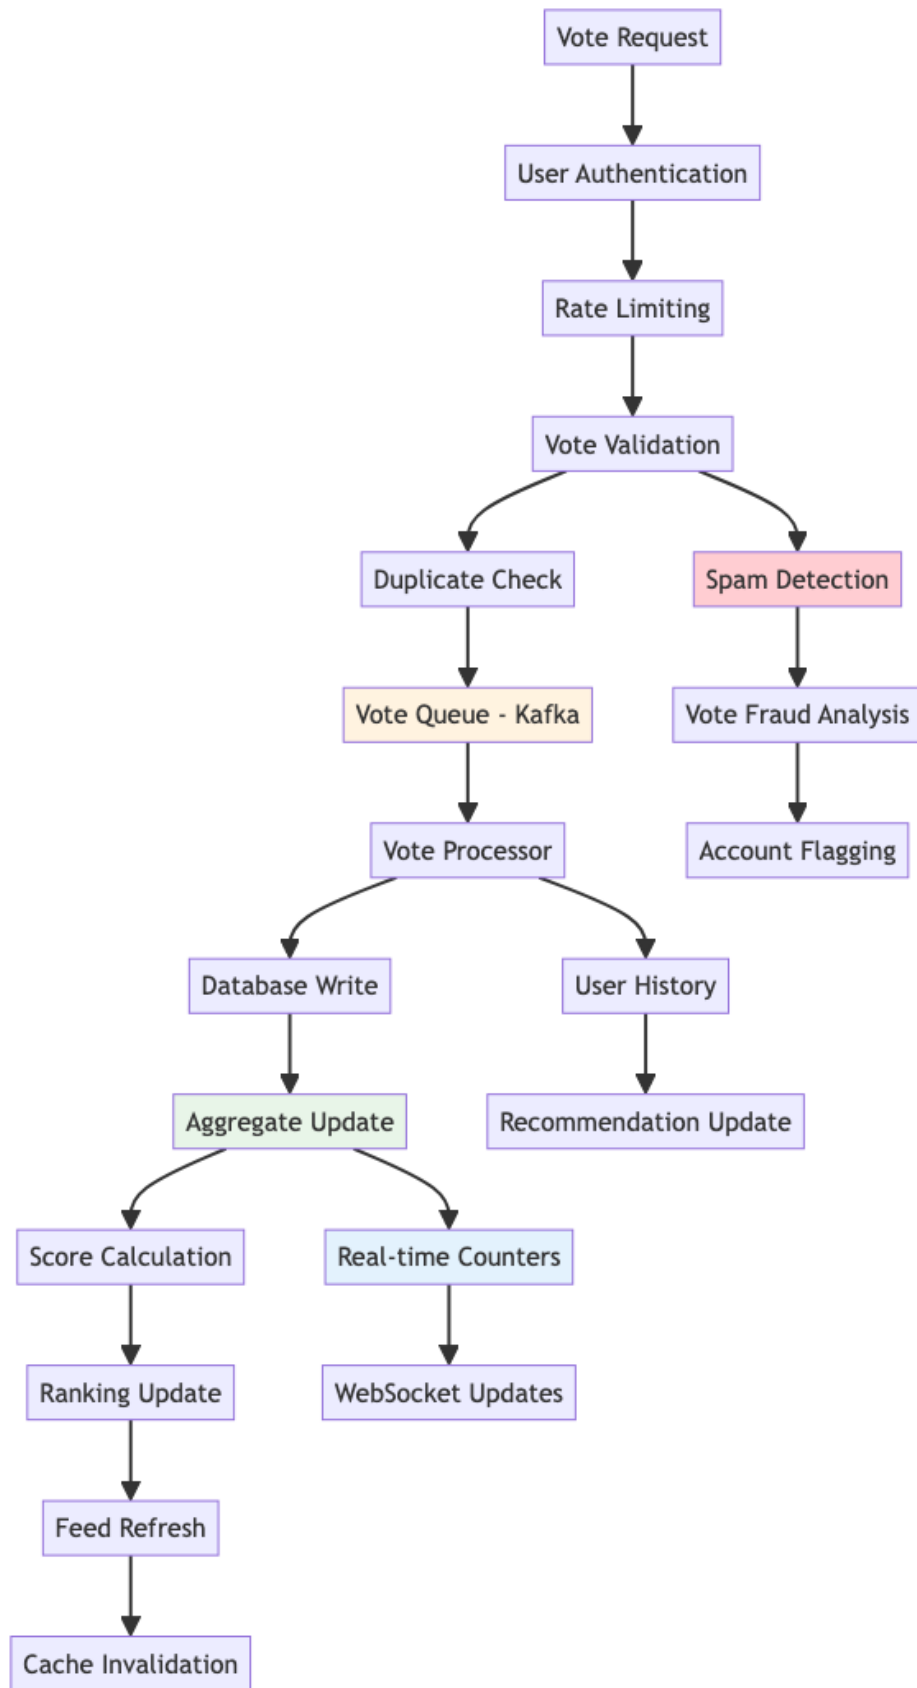 Vote Request
User Authentication
Rate Limiting
Vote Validation
Duplicate Check
Spam Detection
Vote Queue - Kafka
Vote Fraud Analysis
Vote Processor
Account Flagging
Database Write
User History
Aggregate Update
Recommendation Update
Score Calculation
Real-time Counters
Ranking Update
WebSocket Updates
Feed Refresh
Cache Invalidation